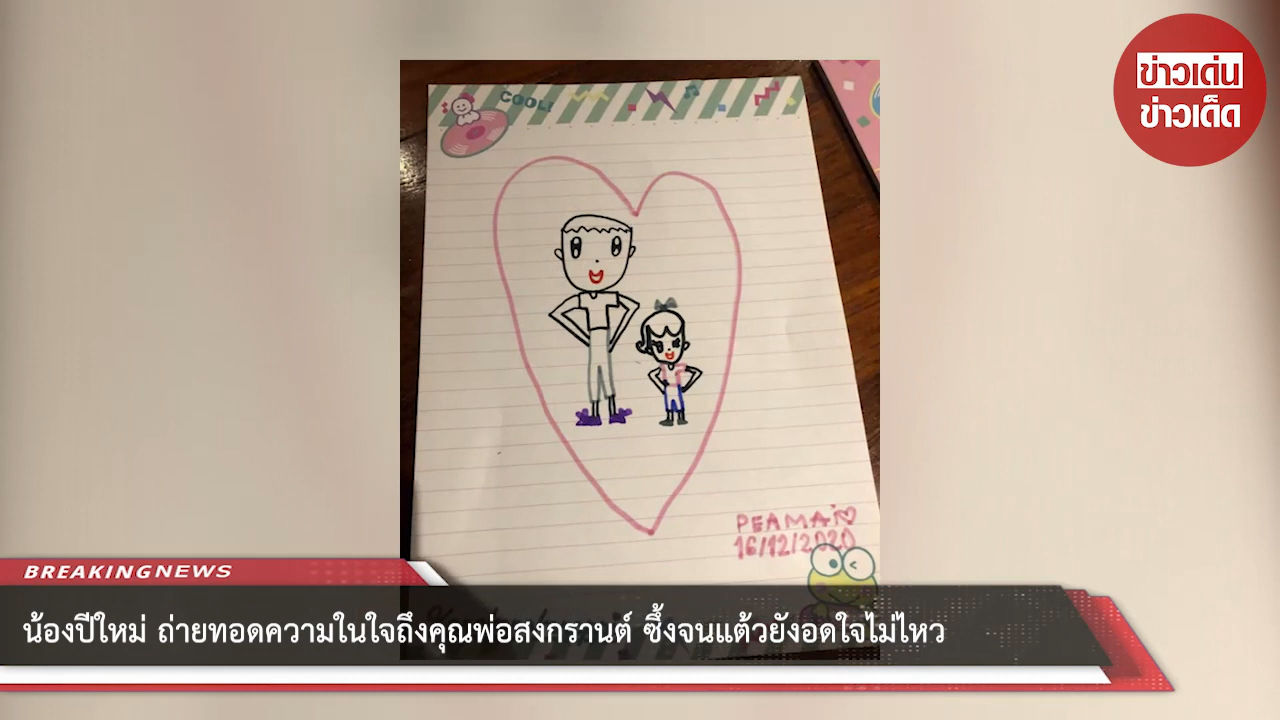 ข่าวเด่น
ข่าวเด็ด
COOL!
PEAMAI
16/12/2020
BREAKINGNEWS
น้องปีใหม่ ถ่ายทอดความในใจถึงคุณพ่อสงกรานต์ ซึ้งจนแต้วยังอดใจไม่ไหว